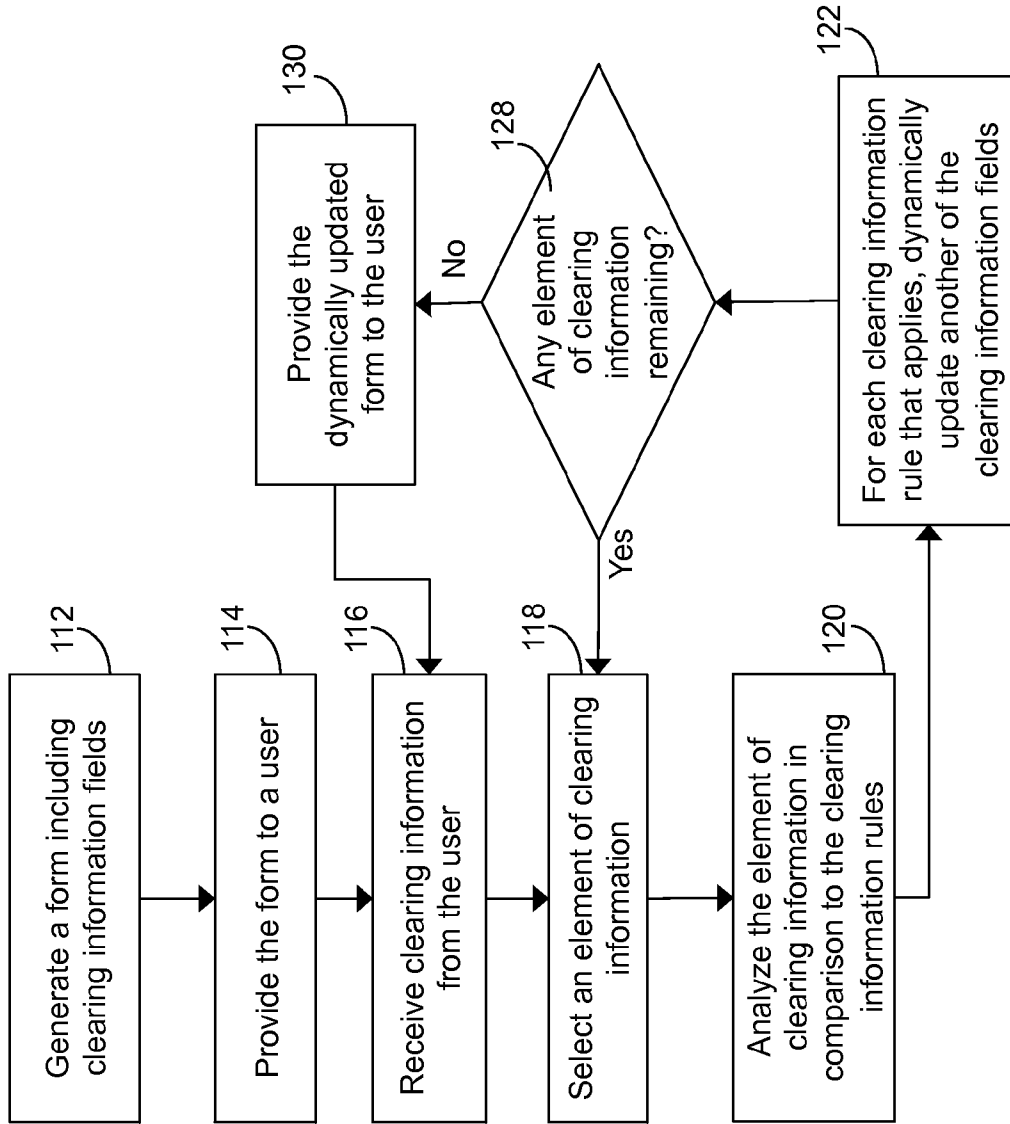 112
Generate a form including
clearing information fields
114
Provide the form to a user
116
Receive clearing information
from the user
118
Select an element of clearing
information
120
Analyze the element of
clearing information in
comparison to the clearing
information rules
122
For each clearing information
rule that applies, dynamically
update another of the
clearing information fields
128
Any element
of clearing
information
remaining?
Yes
No
130
Provide the
dynamically updated
form to the user